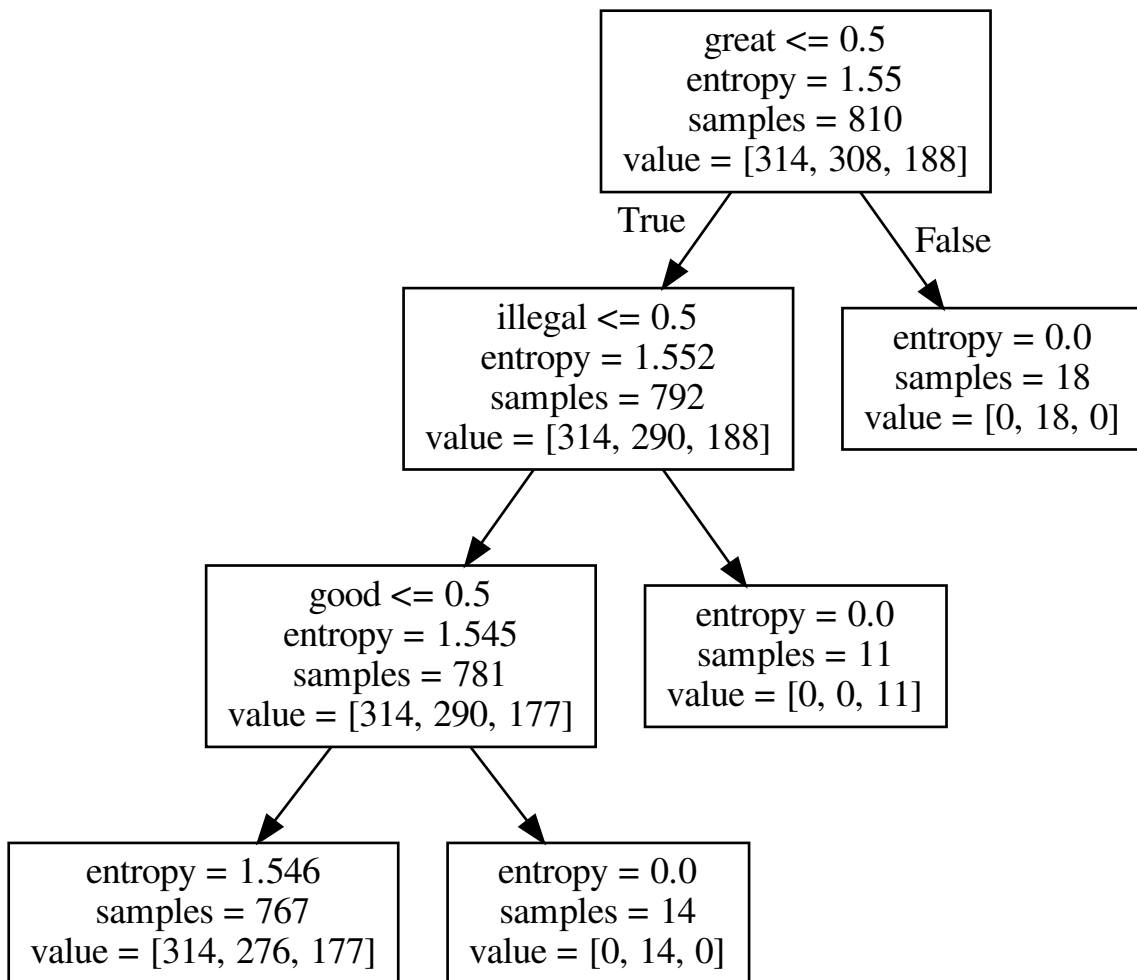 great <= 0.5
entropy = 1.55
samples = 810
value = [314, 308, 188]
True
False
illegal <= 0.5
entropy = 1.552
samples = 792
value = [314, 290, 188]
entropy = 0.0
samples = 18
value = [0, 18, 0]
good <= 0.5
entropy = 1.545
samples = 781
value = [314, 290, 177]
entropy = 0.0
samples = 11
value = [0, 0, 11]
entropy = 1.546
samples = 767
value = [314, 276, 177]
entropy = 0.0
samples = 14
value = [0, 14, 0]